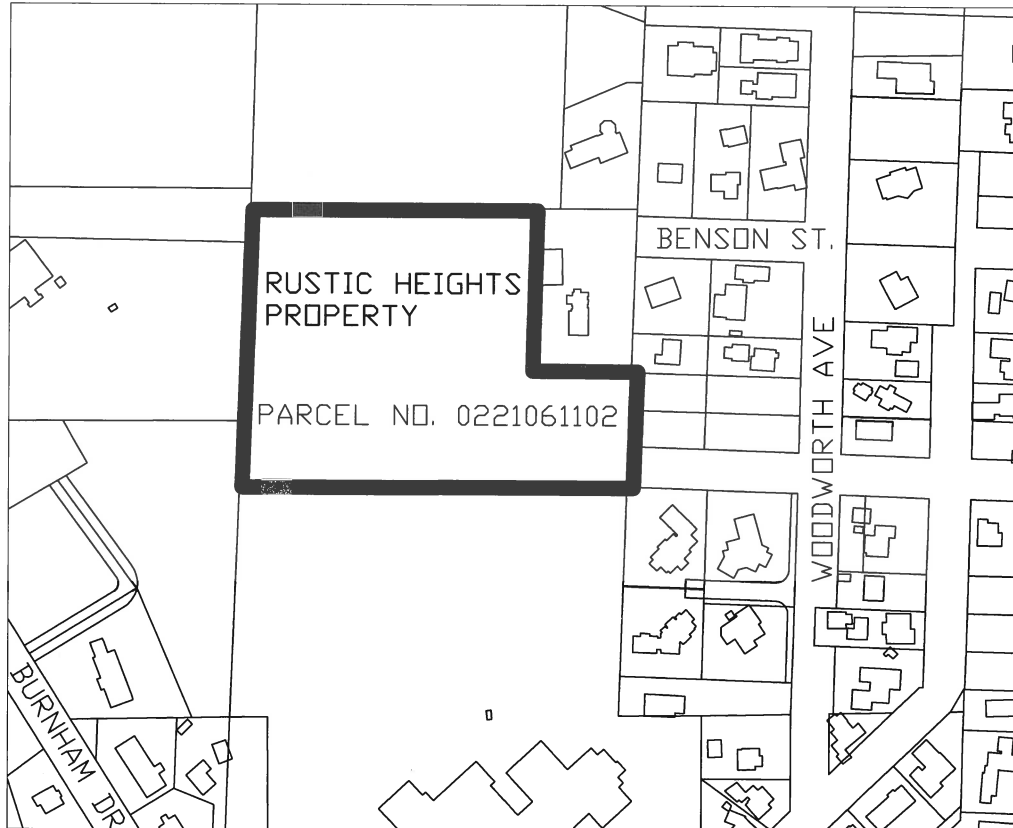 BENSON ST.
RUSTIC HEIGHTS
PROPERTY
PARCEL NO. 0221061102
WOODWORTH AVE
BURNHAM DR